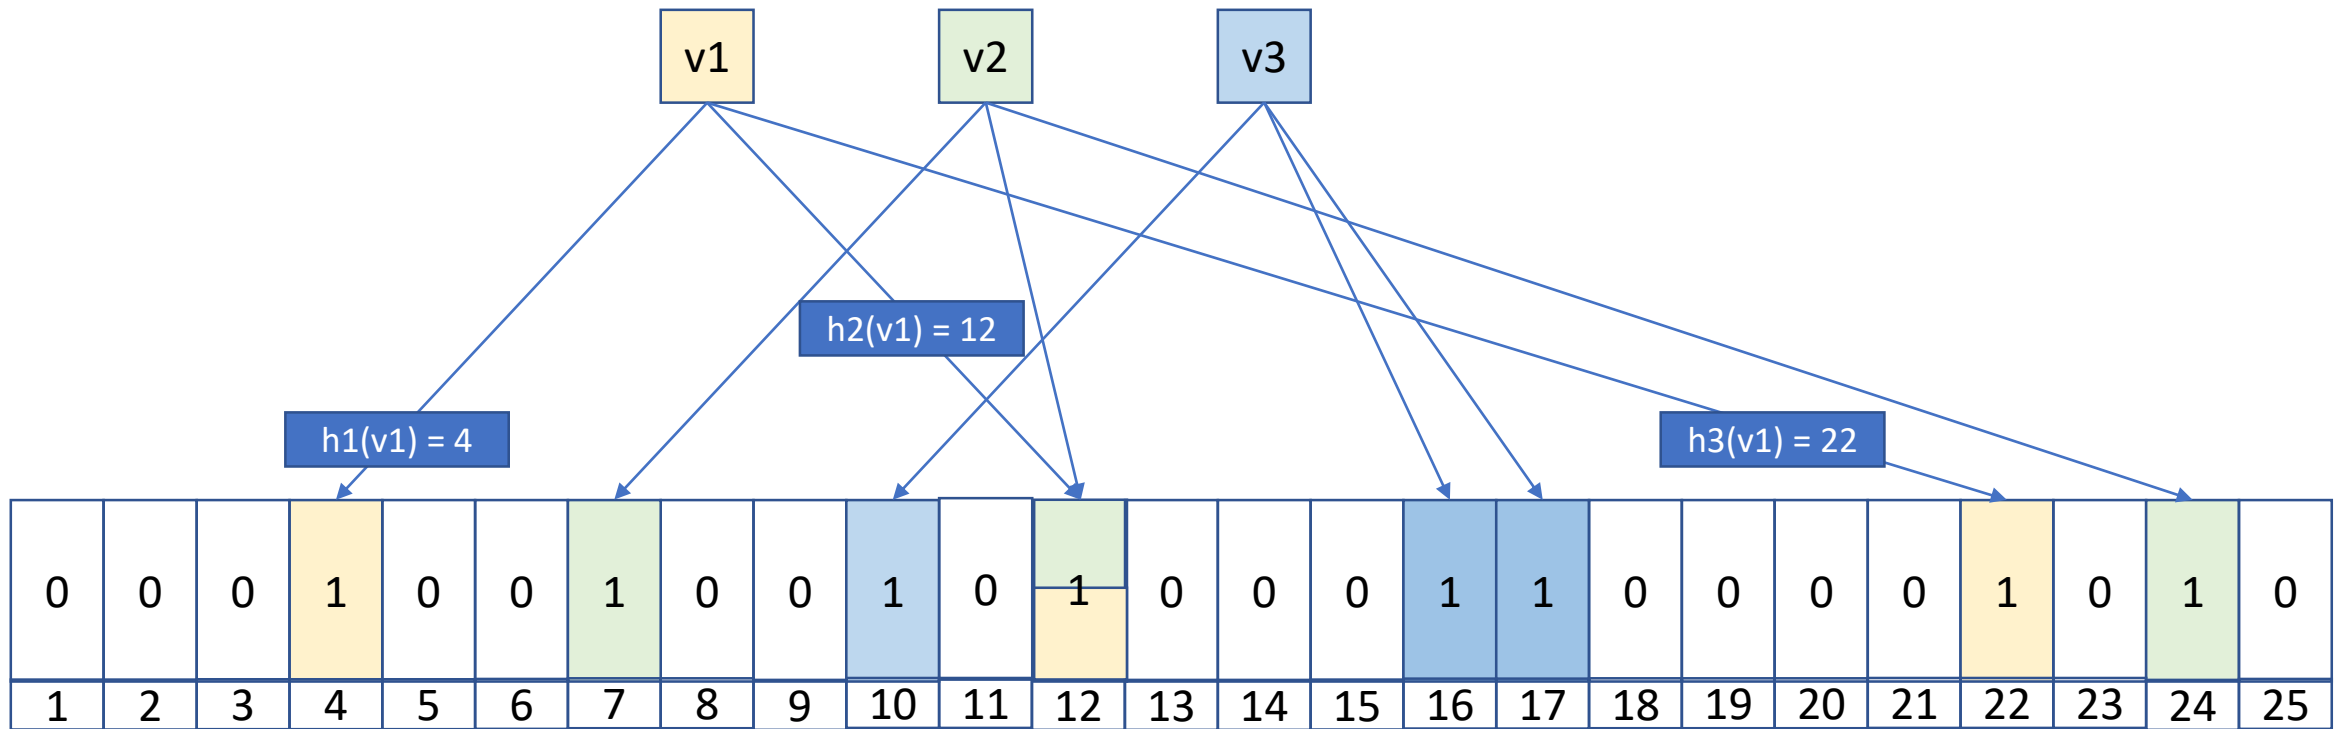 v1 v2 v3
h2(v1) = 12
h1(v1) = 4 h3(v1) = 22
0 0 0 1 0 0 1 0 0 1 0 1 0 0 0 1 1 0 0 0 0 1 0 1 0
1 2 3 4 5 6 7 8 9 10 11 12 13 14 15 16 17 18 19 20 21 22 23 24 25